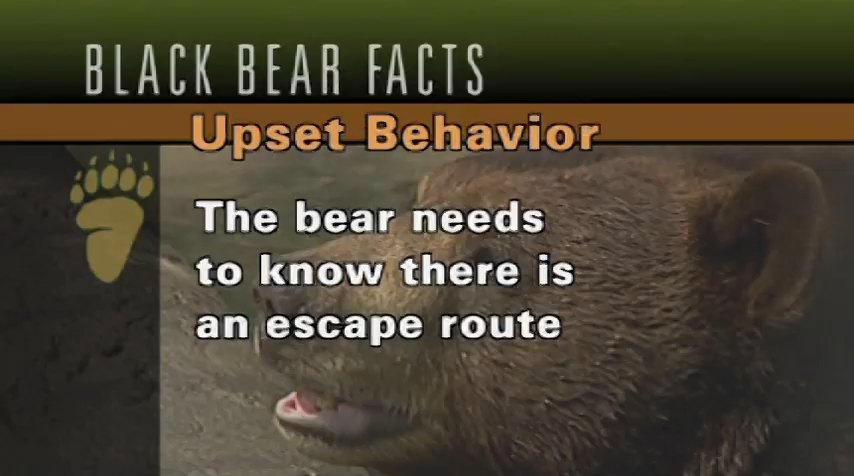 BLACK BEAR FACTS
Upset Behavior
The bear needs
to know there is
an escape route